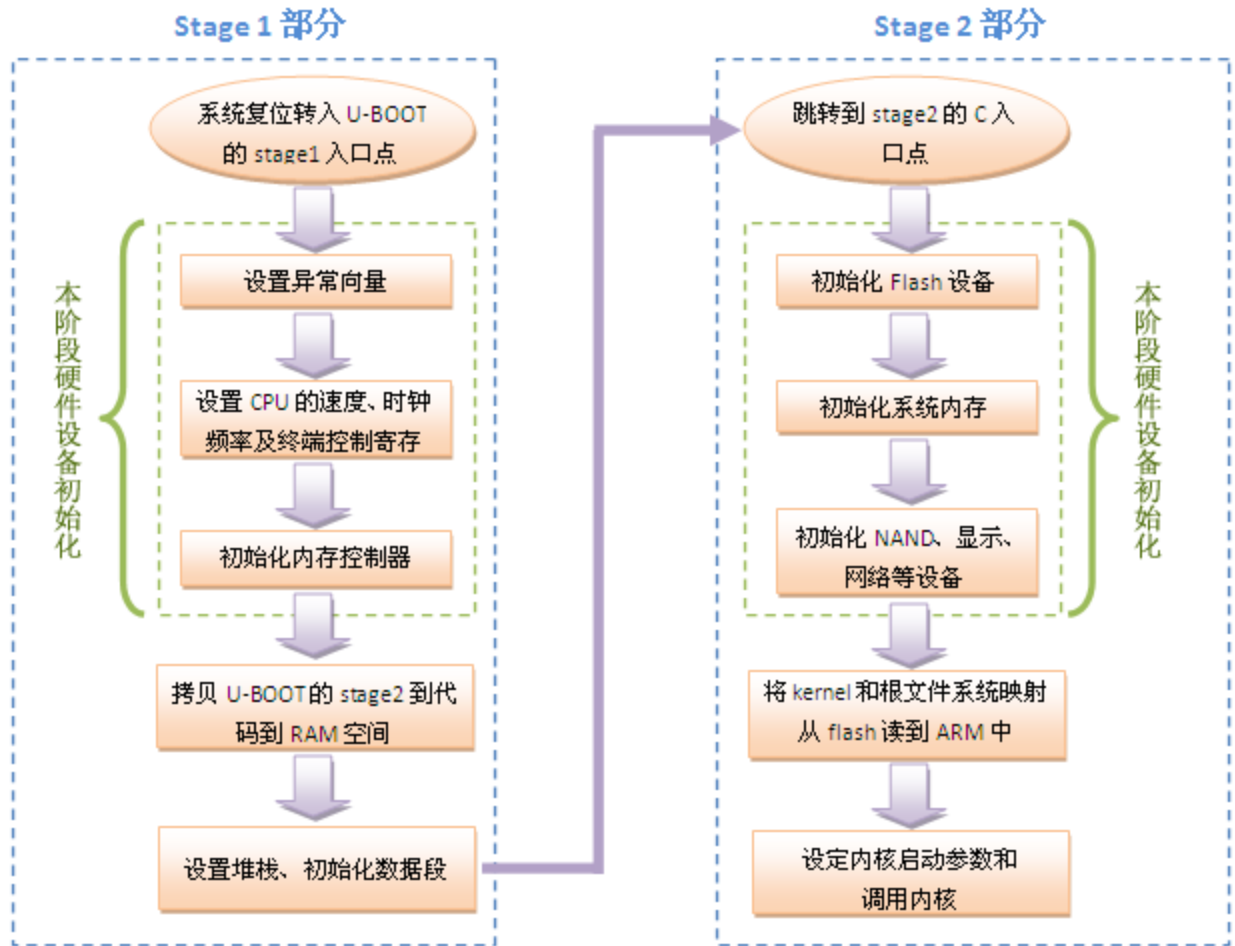 Stage 1 部分
系统复位转入 U-BOOT
的 stage1 入口点
本阶段硬件设备初始化
设置异常向量
设置 CPU 的速度、时钟
频率及终端控制寄存
初始化内存控制器
拷贝 U-BOOT的 stage2 到代
码到 RAM 空间
设置堆栈、初始化数据段
Stage 2 部分
跳转到 stage2 的 C 入
口点
初始化 Flash 设备
初始化系统内存
初始化 NAND、显示、
网络等设备
本阶段硬件设备初始化
将 kernel 和根文件系统映射
从 flash 读到 ARM 中
设定内核启动参数和
调用内核